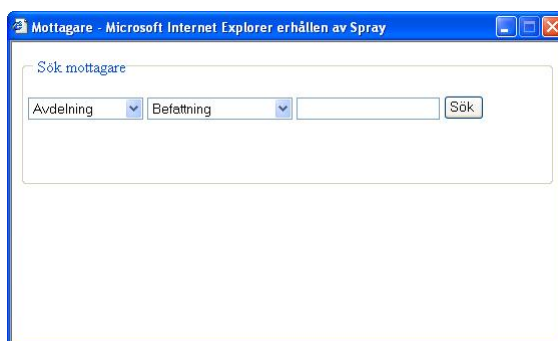 Mottagare - Microsoft Internet Explorer erhållen av Spray
Sök mottagare
Avdelning Befattning Sök